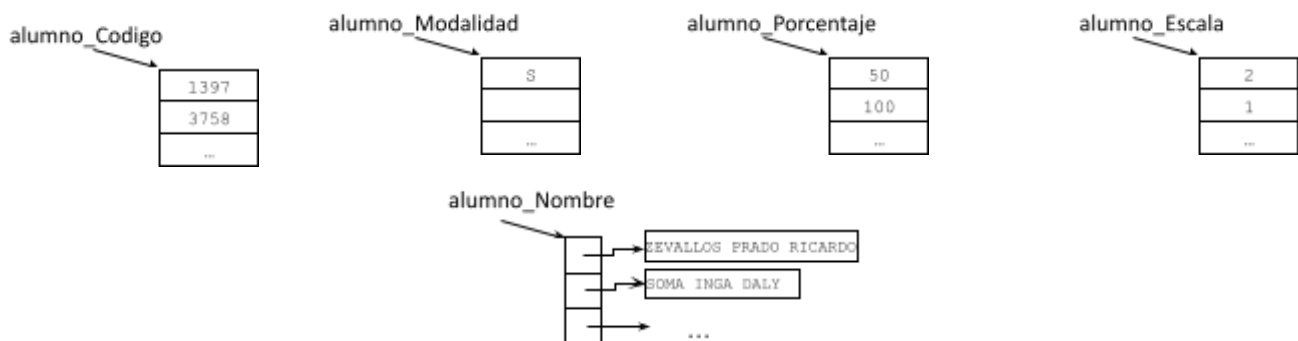 alumno_Codigo
1397
3758
...
alumno_Modalidad
S
...
alumno_Porcentaje
50
100
...
alumno_Escala
2
1
...
alumno_Nombre
ZEVALLOS PRADO RICARDO
SOMA INGA DALY
...